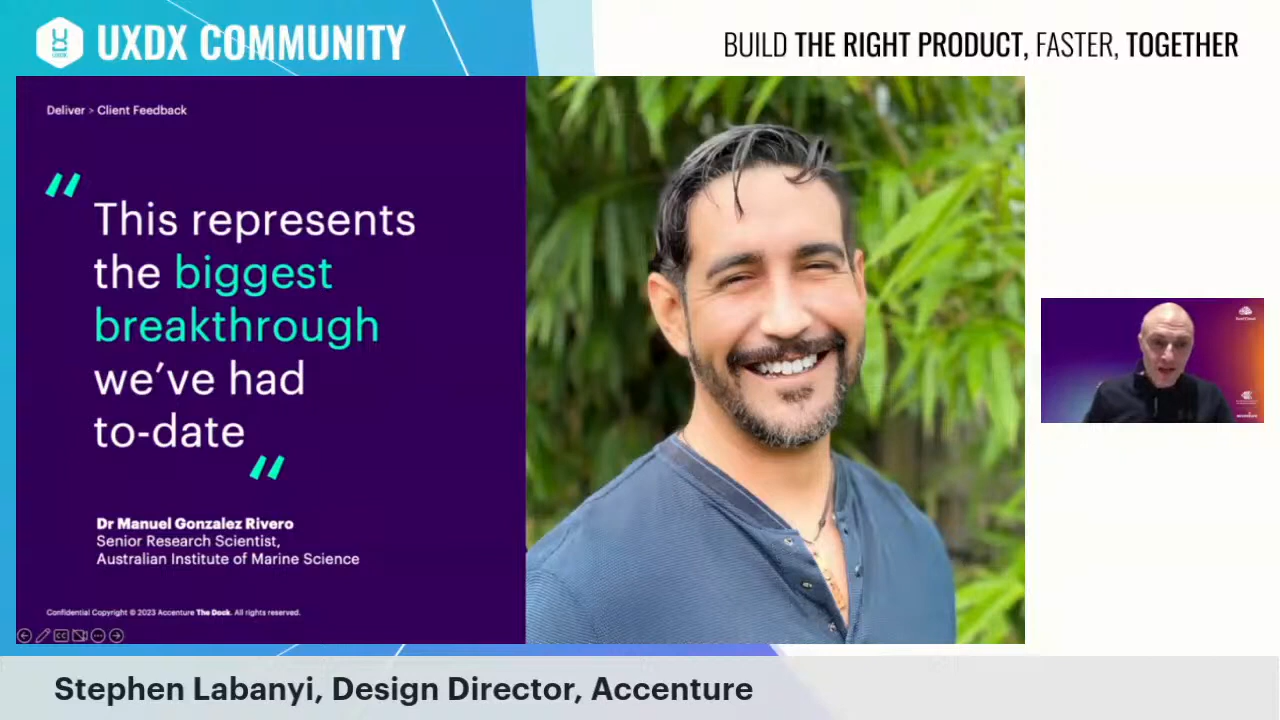 UXDX COMMUNITY
BUILD THE RIGHT PRODUCT, FASTER, TOGETHER
Deliver > Client Feedback
“
This represents
the biggest
breakthrough
we’ve had
to-date
“
Dr Manuel Gonzalez Rivero
Senior Research Scientist,
Australian Institute of Marine Science
Confidential Copyright © 2023 Accenture The Dock. All rights reserved.
CC
accenture
Stephen Labanyi, Design Director, Accenture